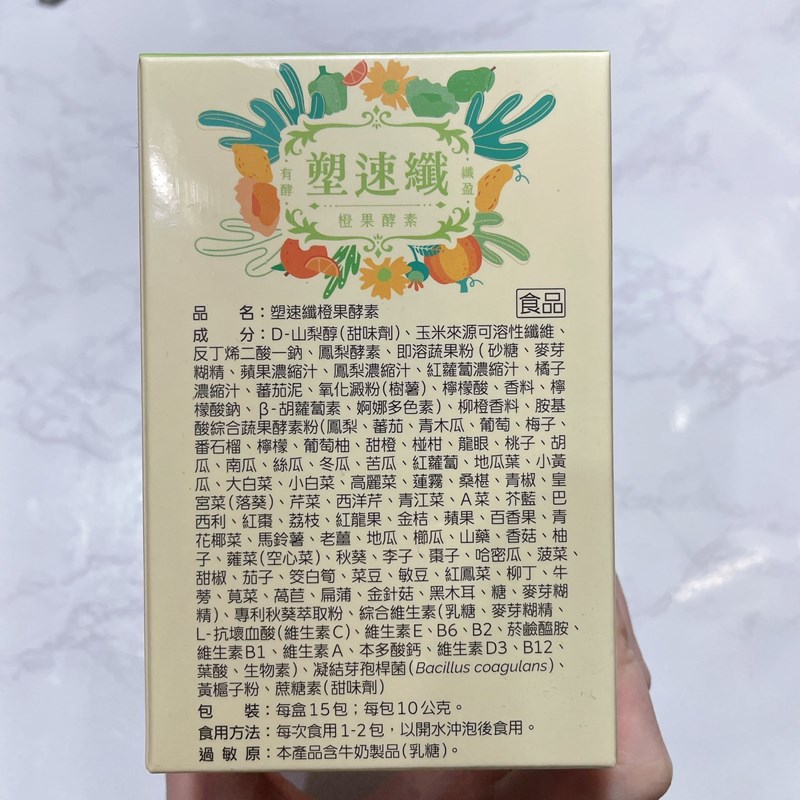 有酵
塑速纖
纖盈
橙果酵素
品 名：塑速纖橙果酵素
食品
成 分：D-山梨醇(甜味劑)、玉米來源可溶性纖維、
反丁烯二酸一鈉、鳳梨酵素、即溶蔬果粉(砂糖、麥芽
糊精、蘋果濃縮汁、鳳梨濃縮汁、紅蘿蔔濃縮汁、橘子
濃縮汁、蕃茄泥、氧化澱粉(樹薯)、檸檬酸、香料、檸
檬酸鈉、β-胡蘿蔔素、婀娜多色素)、柳橙香料、胺基
酸綜合蔬果酵素粉(鳳梨、蕃茄、青木瓜、葡萄、梅子、
番石榴、檸檬、葡萄柚、甜橙、椪柑、龍眼、桃子、胡
瓜、南瓜、絲瓜、冬瓜、苦瓜、紅蘿蔔、地瓜葉、小黃
瓜、大白菜、小白菜、高麗菜、蓮霧、桑椹、青椒、皇
宮菜(落葵)、芹菜、西洋芹、青江菜、A菜、芥藍、巴
西利、紅棗、荔枝、紅龍果、金桔、蘋果、百香果、青
花椰菜、馬鈴薯、老薑、地瓜、櫛瓜、山藥、香菇、柚
子、蕹菜(空心菜)、秋葵、李子、棗子、哈密瓜、菠菜、
甜椒、茄子、筊白筍、菜豆、敏豆、紅鳳菜、柳丁、牛
蒡、莧菜、萵苣、扁蒲、金針菇、黑木耳、糖、麥芽糊
精)、專利秋葵萃取粉、綜合維生素(乳糖、麥芽糊精、
L-抗壞血酸(維生素C)、維生素E、B6、B2、菸鹼醯胺、
維生素B1、維生素A、本多酸鈣、維生素D3、B12、
葉酸、生物素)、凝結芽孢桿菌(Bacillus coagulans)、
黃槴子粉、蔗糖素(甜味劑)
包 裝：每盒15包；每包10公克。
食用方法：每次食用1-2包，以開水沖泡後食用。
過 敏 原：本產品含牛奶製品(乳糖)。